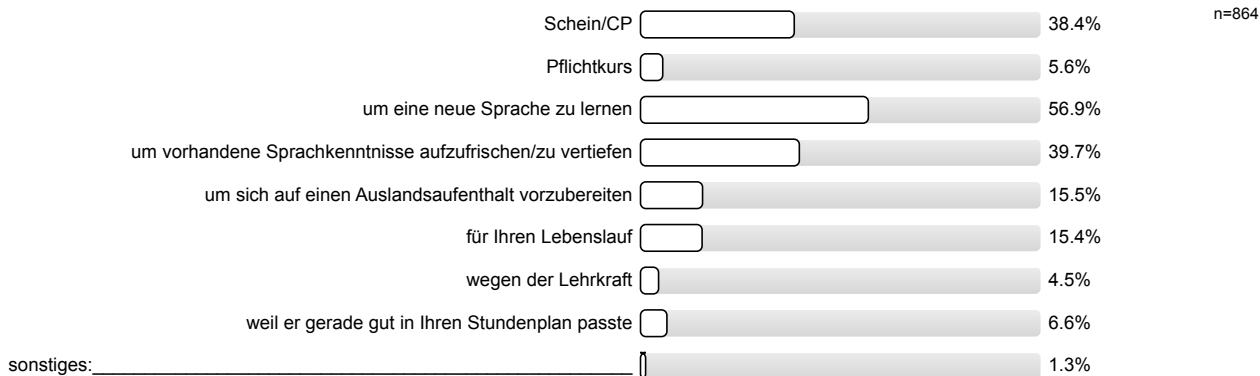 Schein/CP 38.4% n=864
Pflichtkurs 5.6%
um eine neue Sprache zu lernen 56.9%
um vorhandene Sprachkenntnisse aufzufrischen/zu vertiefen 39.7%
um sich auf einen Auslandsaufenthalt vorzubereiten 15.5%
für Ihren Lebenslauf 15.4%
wegen der Lehrkraft 4.5%
weil er gerade gut in Ihren Stundenplan passte 6.6%
sonstiges:______________________________________________________ 1.3%